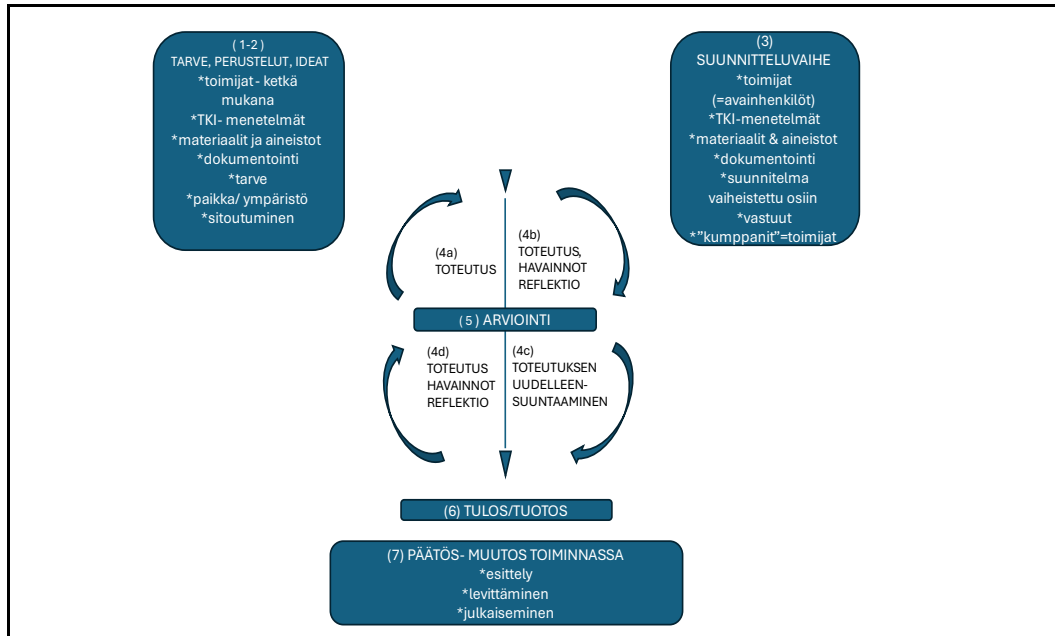 ( 1-2 )
TARVE, PERUSTELUT, IDEAT
*toimijat - ketkä
mukana
*TKI- menetelmät
*materiaalit ja aineistot
*dokumentointi
*tarve
*paikka/ ympäristö
*sitoutuminen
(3)
SUUNNITTELUVAIHE
*toimijat
(=avainhenkilöt)
*TKI-menetelmät
*materiaalit & aineistot
*dokumentointi
*suunnitelma
vaiheistettu osiin
*vastuut
*"kumppanit"=toimijat
(4a)
TOTEUTUS
(4b)
TOTEUTUS,
HAVAINNOT
REFLEKTIO
( 5 ) ARVIOINTI
(4d)
TOTEUTUS
HAVAINNOT
REFLEKTIO
(4c)
TOTEUTUKSEN
UUDELLEEN-
SUUNTAAMINEN
(6) TULOS/TUOTOS
(7) PÄÄTÖS- MUUTOS TOIMINNASSA
*esittely
*levittäminen
*julkaiseminen